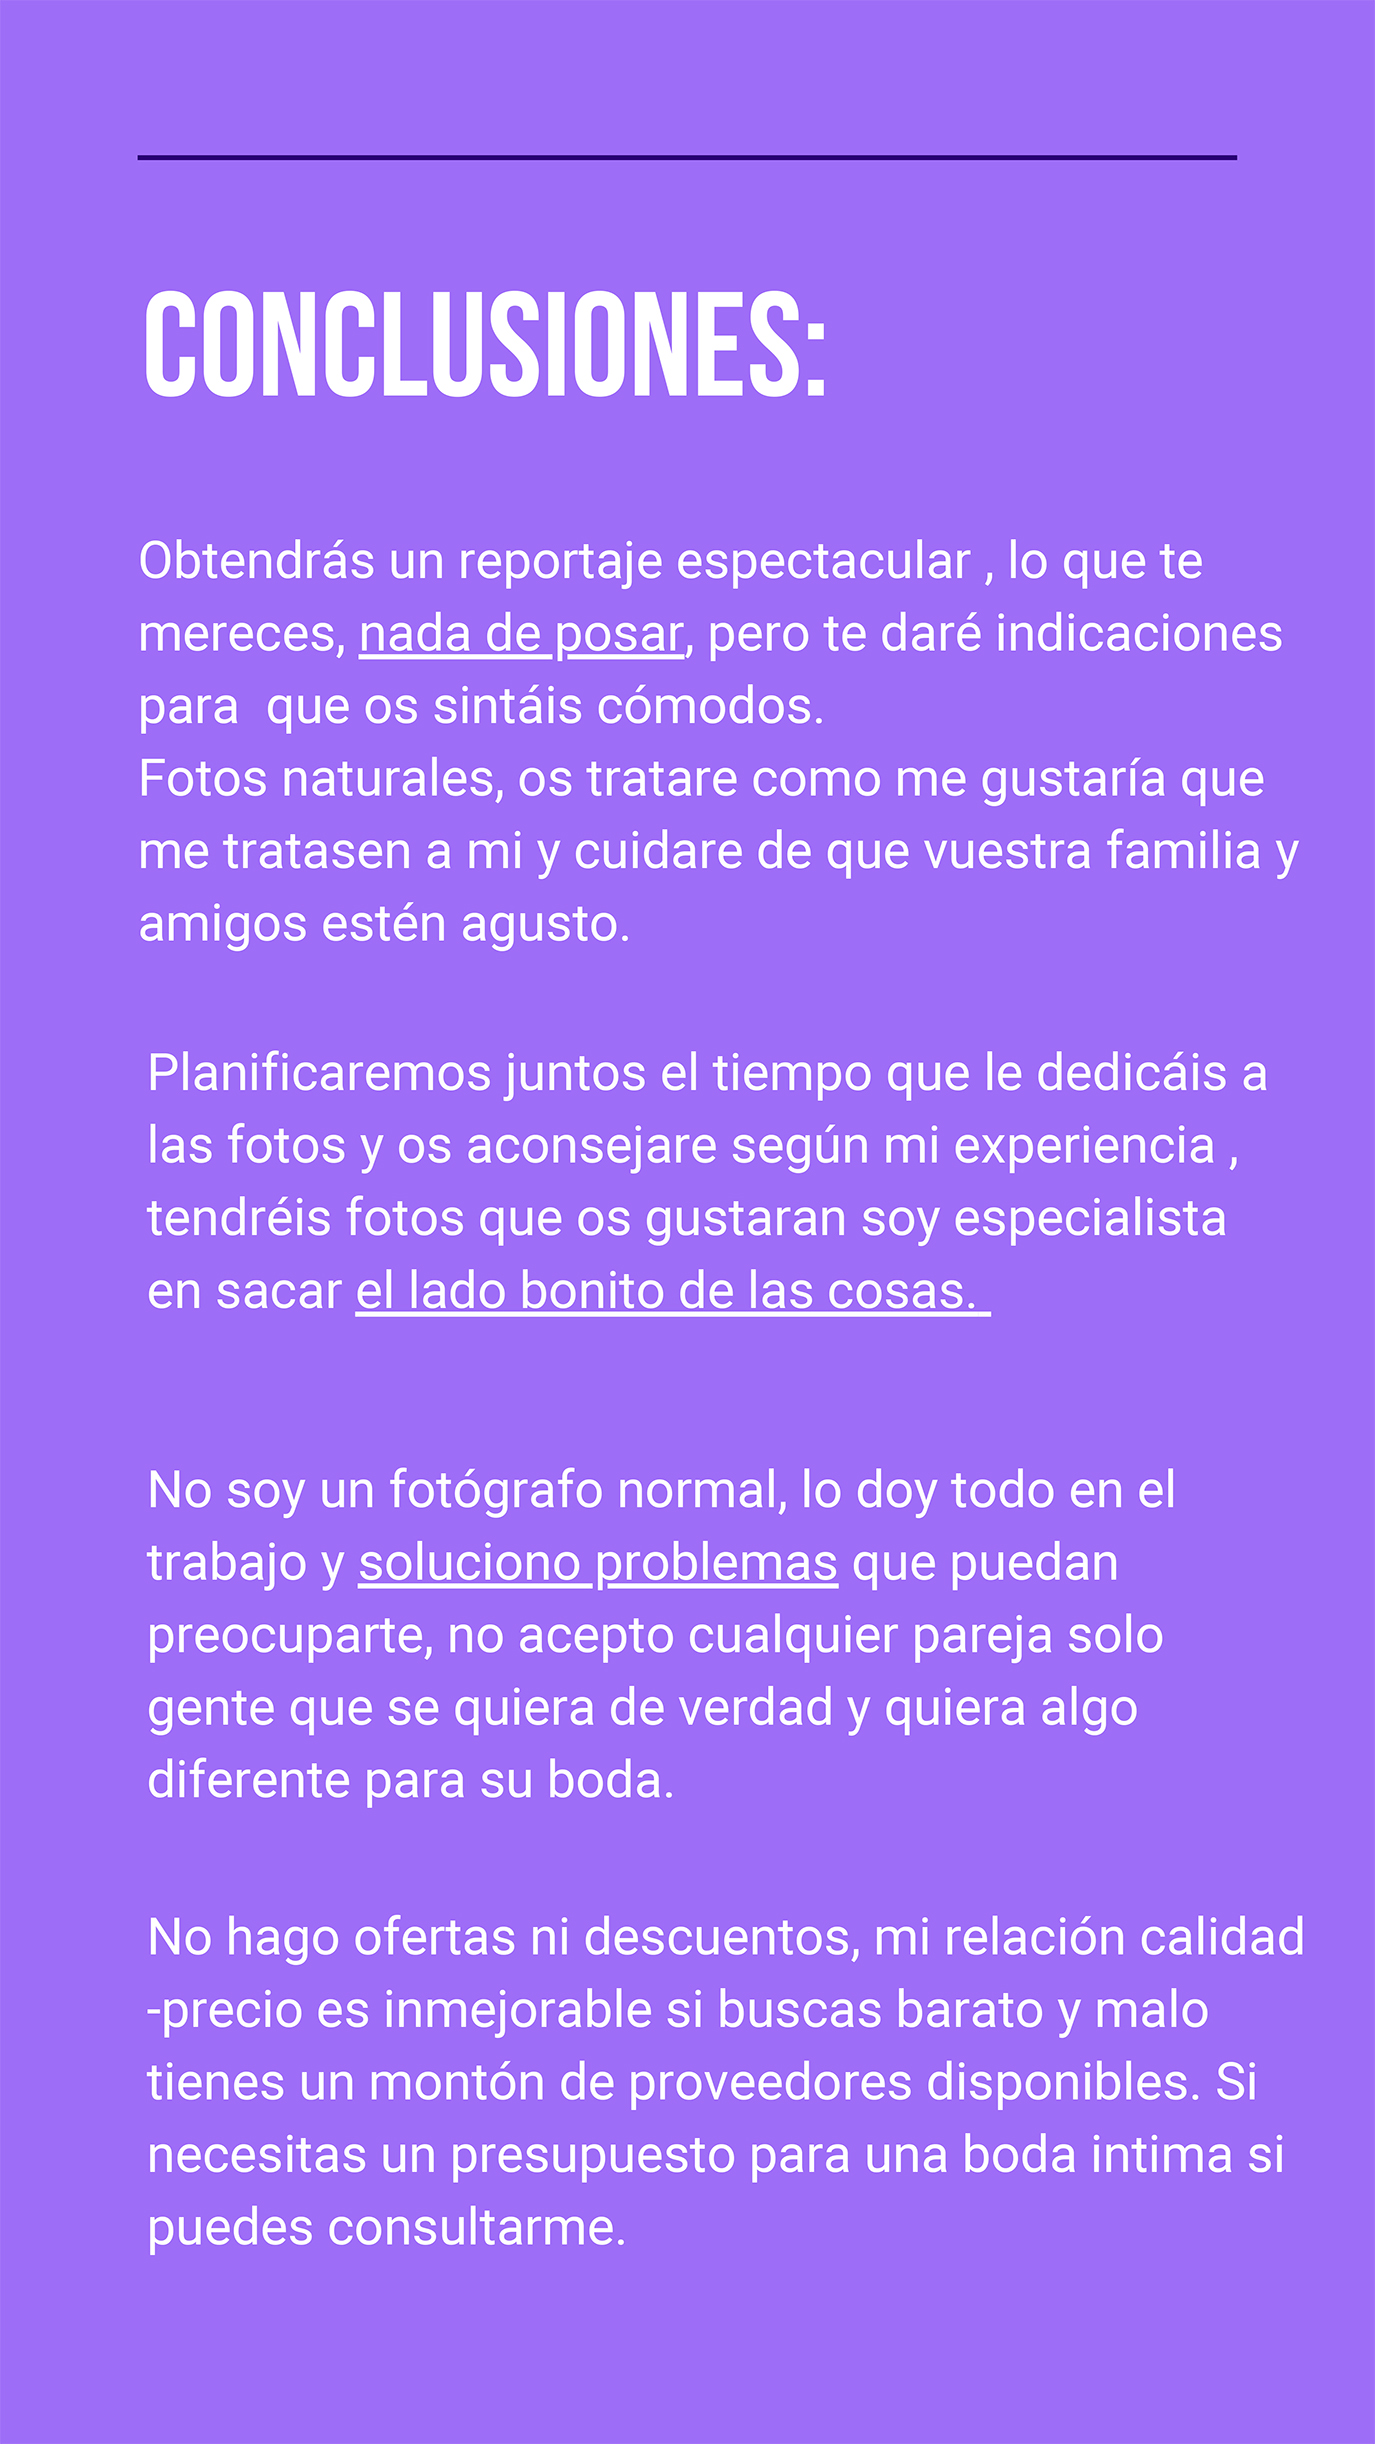 CONCLUSIONES:
Obtendrás un reportaje espectacular , lo que te
mereces, nada de posar, pero te daré indicaciones
para  que os sintáis cómodos.
Fotos naturales, os tratare como me gustaría que
me tratasen a mi y cuidare de que vuestra familia y
amigos estén agusto.
Planificaremos juntos el tiempo que le dedicáis a
las fotos y os aconsejare según mi experiencia ,
tendréis fotos que os gustaran soy especialista
en sacar el lado bonito de las cosas.
No soy un fotógrafo normal, lo doy todo en el
trabajo y soluciono problemas que puedan
preocuparte, no acepto cualquier pareja solo
gente que se quiera de verdad y quiera algo
diferente para su boda.
No hago ofertas ni descuentos, mi relación calidad
-precio es inmejorable si buscas barato y malo
tienes un montón de proveedores disponibles. Si
necesitas un presupuesto para una boda intima si
puedes consultarme.